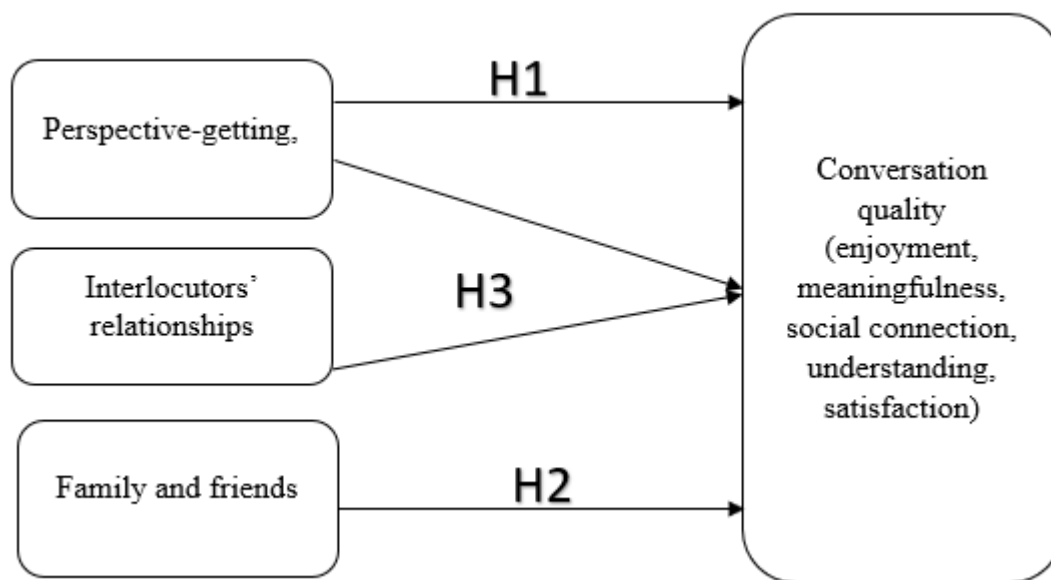 H1
Perspective-getting,
Interlocutors’
relationships
H3
Family and friends
H2
Conversation
quality
(enjoyment,
meaningfulness,
social connection,
understanding,
satisfaction)